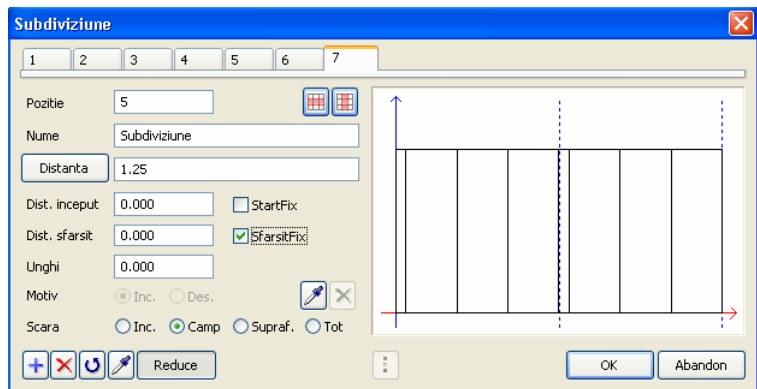 Subdiviziune
1 2 3 4 5 6 7
Pozitie 5
Nume Subdiviziune
Distanta 1.25
Dist. inceput 0.000 StartFix
Dist. sfarsit 0.000 SfarsitFix
Unghi 0.000
Motiv Inc. Des.
Scara Inc. Camp Supraf. Tot
Reduce OK Abandon